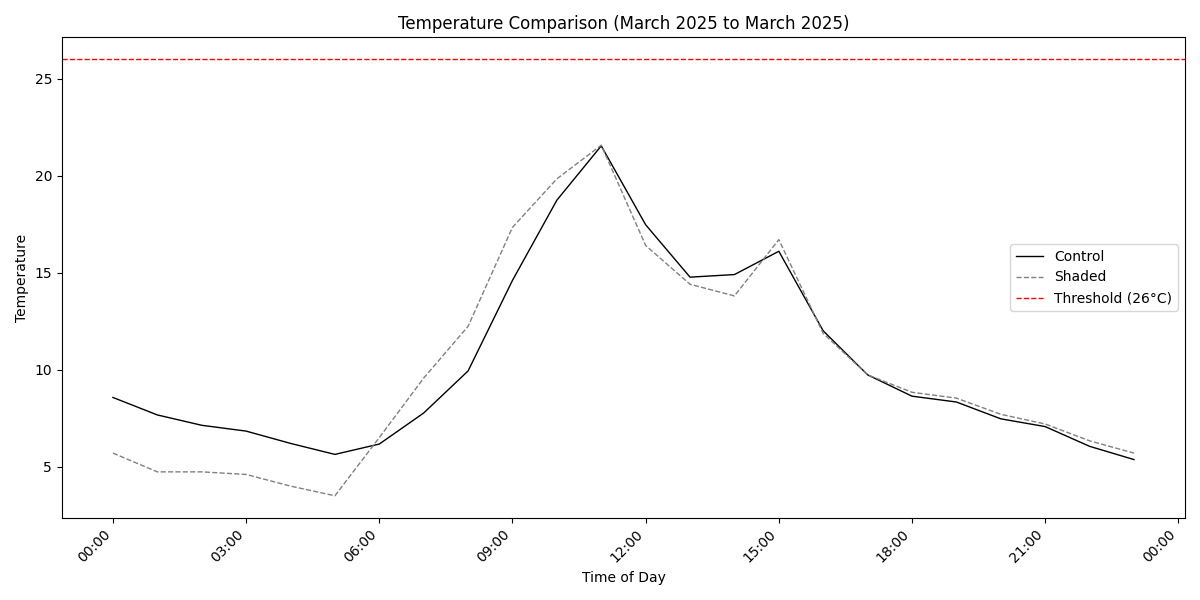 Temperature Comparison (March 2025 to March 2025)
Temperature
25
20
15
10
5
Control
Shaded
Threshold (26°C)
00:00
03:00
06:00
09:00
12:00
15:00
18:00
21:00
00:00
Time of Day